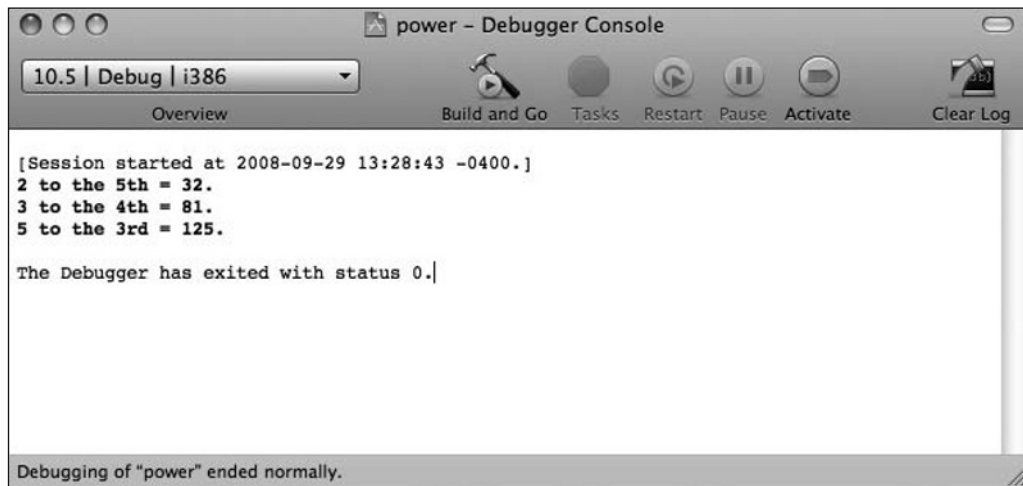 power – Debugger Console
10.5 | Debug | i386
Overview
Build and Go
Tasks
Restart
Pause
Activate
Clear Log
[Session started at 2008-09-29 13:28:43 -0400.]
2 to the 5th = 32.
3 to the 4th = 81.
5 to the 3rd = 125.
The Debugger has exited with status 0.
Debugging of “power” ended normally.